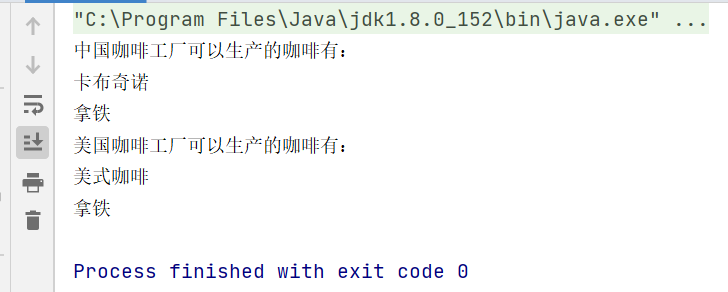 "C:\Program Files\Java\jdk1.8.0_152\bin\java.exe" ...
中国咖啡工厂可以生产的咖啡有：
卡布奇诺
拿铁
美国咖啡工厂可以生产的咖啡有：
美式咖啡
拿铁
Process finished with exit code 0